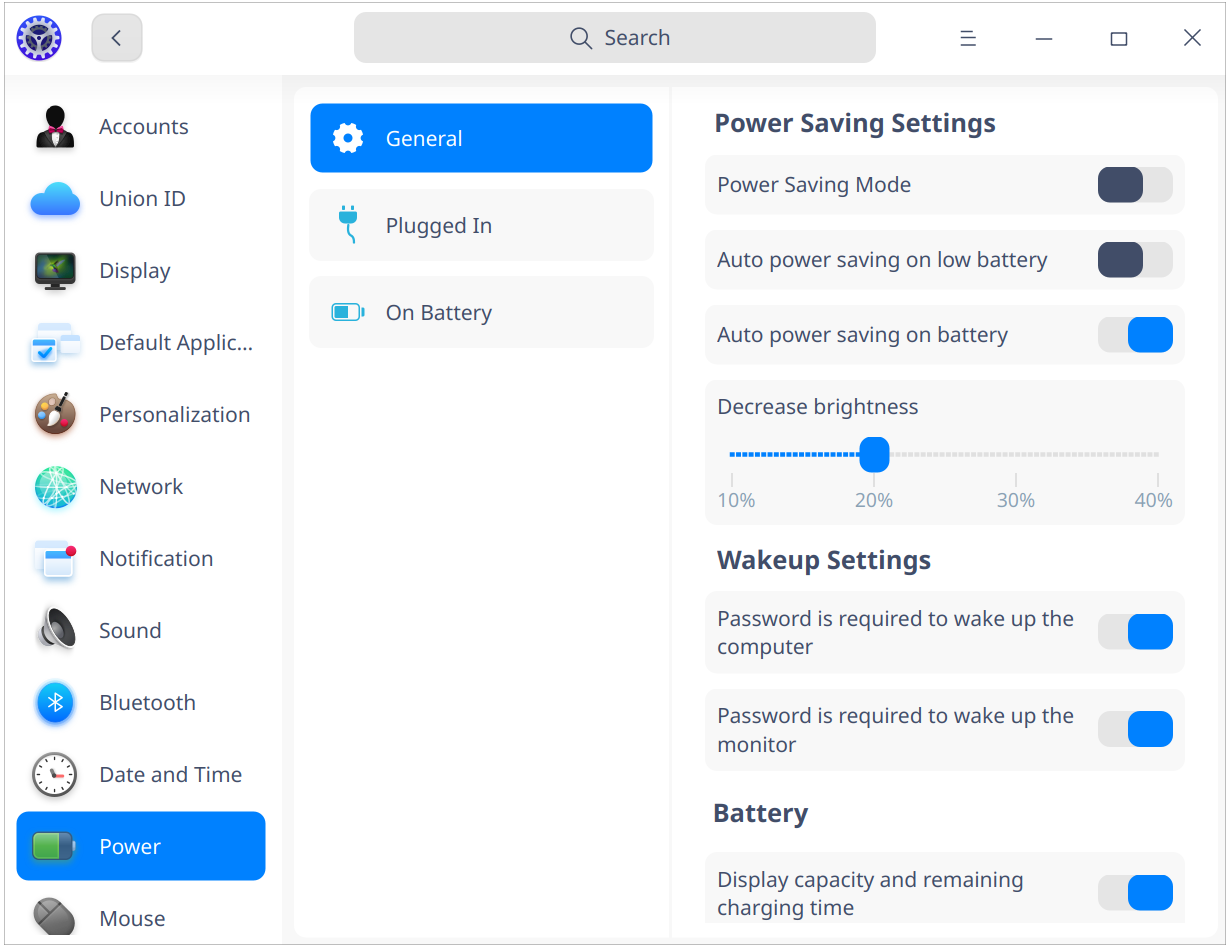 Search
Accounts
Union ID
Display
Default Applic...
Personalization
Network
Notification
Sound
Bluetooth
Date and Time
Power
Mouse
General
Plugged In
On Battery
Power Saving Settings
Power Saving Mode
Auto power saving on low battery
Auto power saving on battery
Decrease brightness
10% 20% 30% 40%
Wakeup Settings
Password is required to wake up the
computer
Password is required to wake up the
monitor
Battery
Display capacity and remaining
charging time